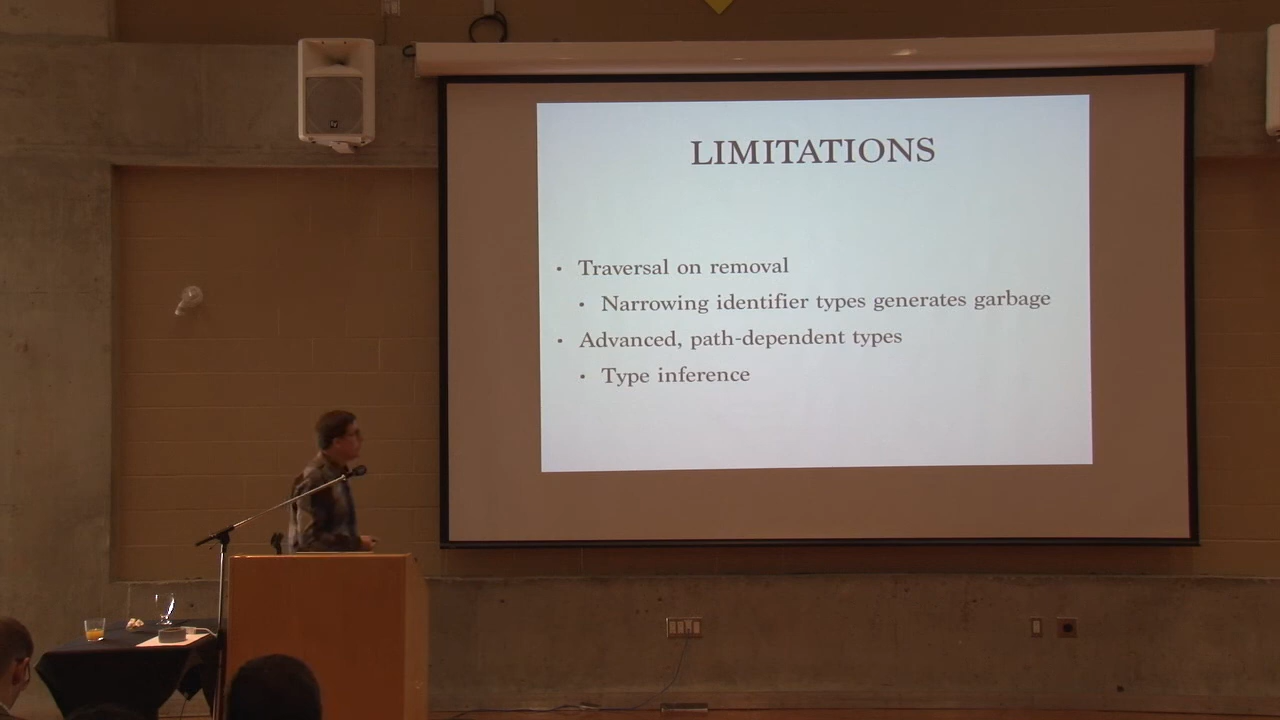 LIMITATIONS
• Traversal on removal
• Narrowing identifier types generates garbage
• Advanced, path-dependent types
• Type inference